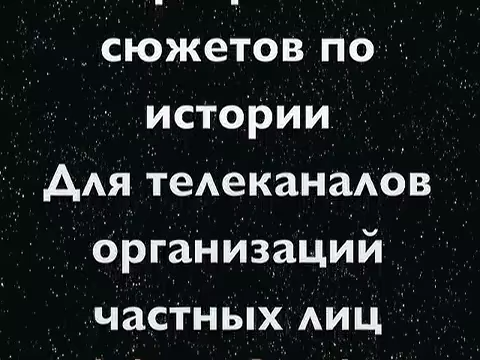 сюжетов по
истории
Для телеканалов
организаций
частных лиц